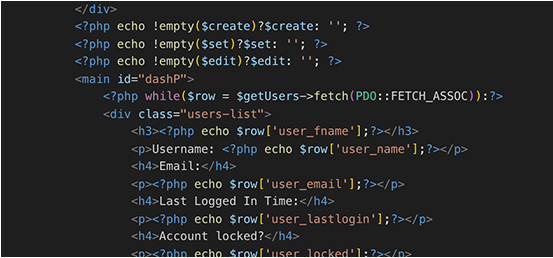 </div>
<?php echo !empty($create)?$create: ''; ?>
<?php echo !empty($set)?$set: ''; ?>
<?php echo !empty($edit)?$edit: ''; ?>
<main id="dashP">
<?php while($row = $getUsers->fetch(PDO::FETCH_ASSOC)):?>
<div class="users-list">
<h3><?php echo $row['user_fname'];?></h3>
<p>Username: <?php echo $row['user_name'];?></p>
<h4>Email:</h4>
<p><?php echo $row['user_email'];?></p>
<h4>Last Logged In Time:</h4>
<p><?php echo $row['user_lastlogin'];?></p>
<h4>Account locked?</h4>
<p><?php echo $row['user_locked'];?></p>